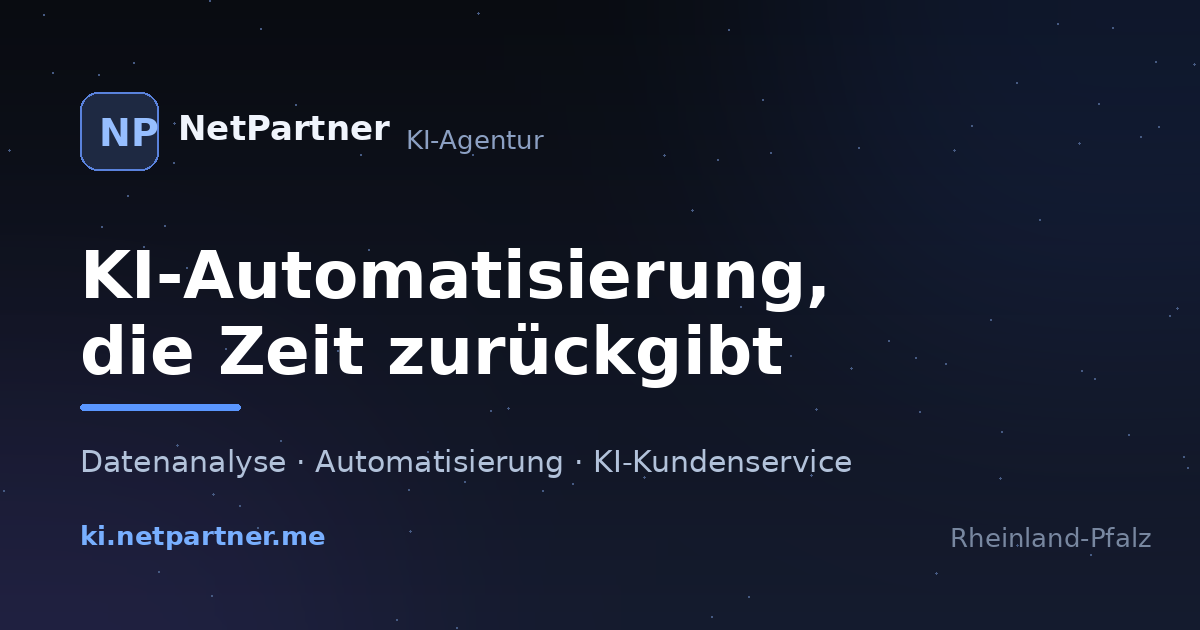 NP
NetPartner KI-Agentur
KI-Automatisierung,
die Zeit zurückgibt
Datenanalyse · Automatisierung · KI-Kundenservice
ki.netpartner.me
Rheinland-Pfalz